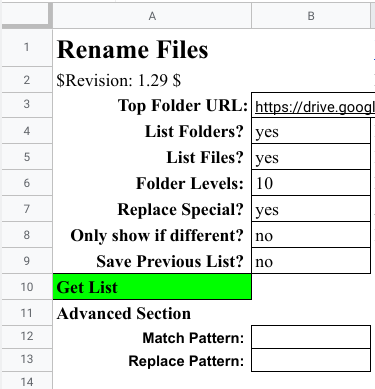 A B
1 Rename Files
2 $Revision: 1.29 $
3 Top Folder URL: https://drive.googl
4 List Folders? yes
5 List Files? yes
6 Folder Levels: 10
7 Replace Special? yes
8 Only show if different? no
9 Save Previous List? no
10 Get List
11 Advanced Section
12 Match Pattern:
13 Replace Pattern:
14